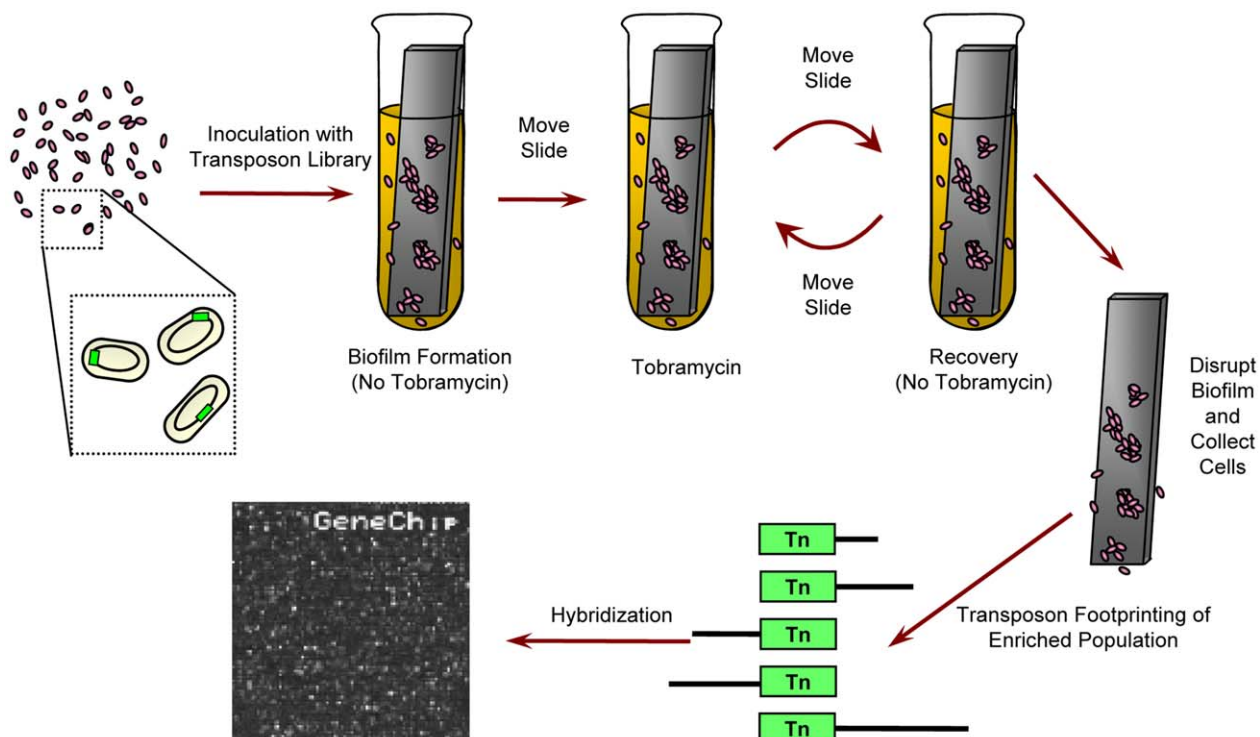 Inoculation with
Transposon Library
Move
Slide
Move
Slide
Move
Slide
Biofilm Formation
(No Tobramycin)
Tobramycin
Recovery
(No Tobramycin)
Disrupt
Biofilm
and
Collect
Cells
Transposon Footprinting of
Enriched Population
Tn
Tn
Tn
Tn
Tn
Hybridization
GeneChip